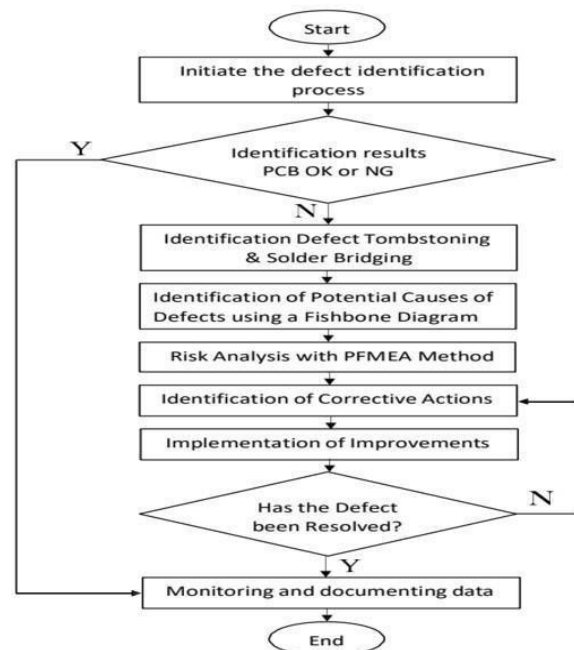 Start
Initiate the defect identification
process
Y
Identification results
PCB OK or NG
N
Identification Defect Tombstoning
& Solder Bridging
Identification of Potential Causes of
Defects using a Fishbone Diagram
Risk Analysis with PFMEA Method
Identification of Corrective Actions
Implementation of Improvements
Has the Defect
been Resolved?
N
Y
Monitoring and documenting data
End